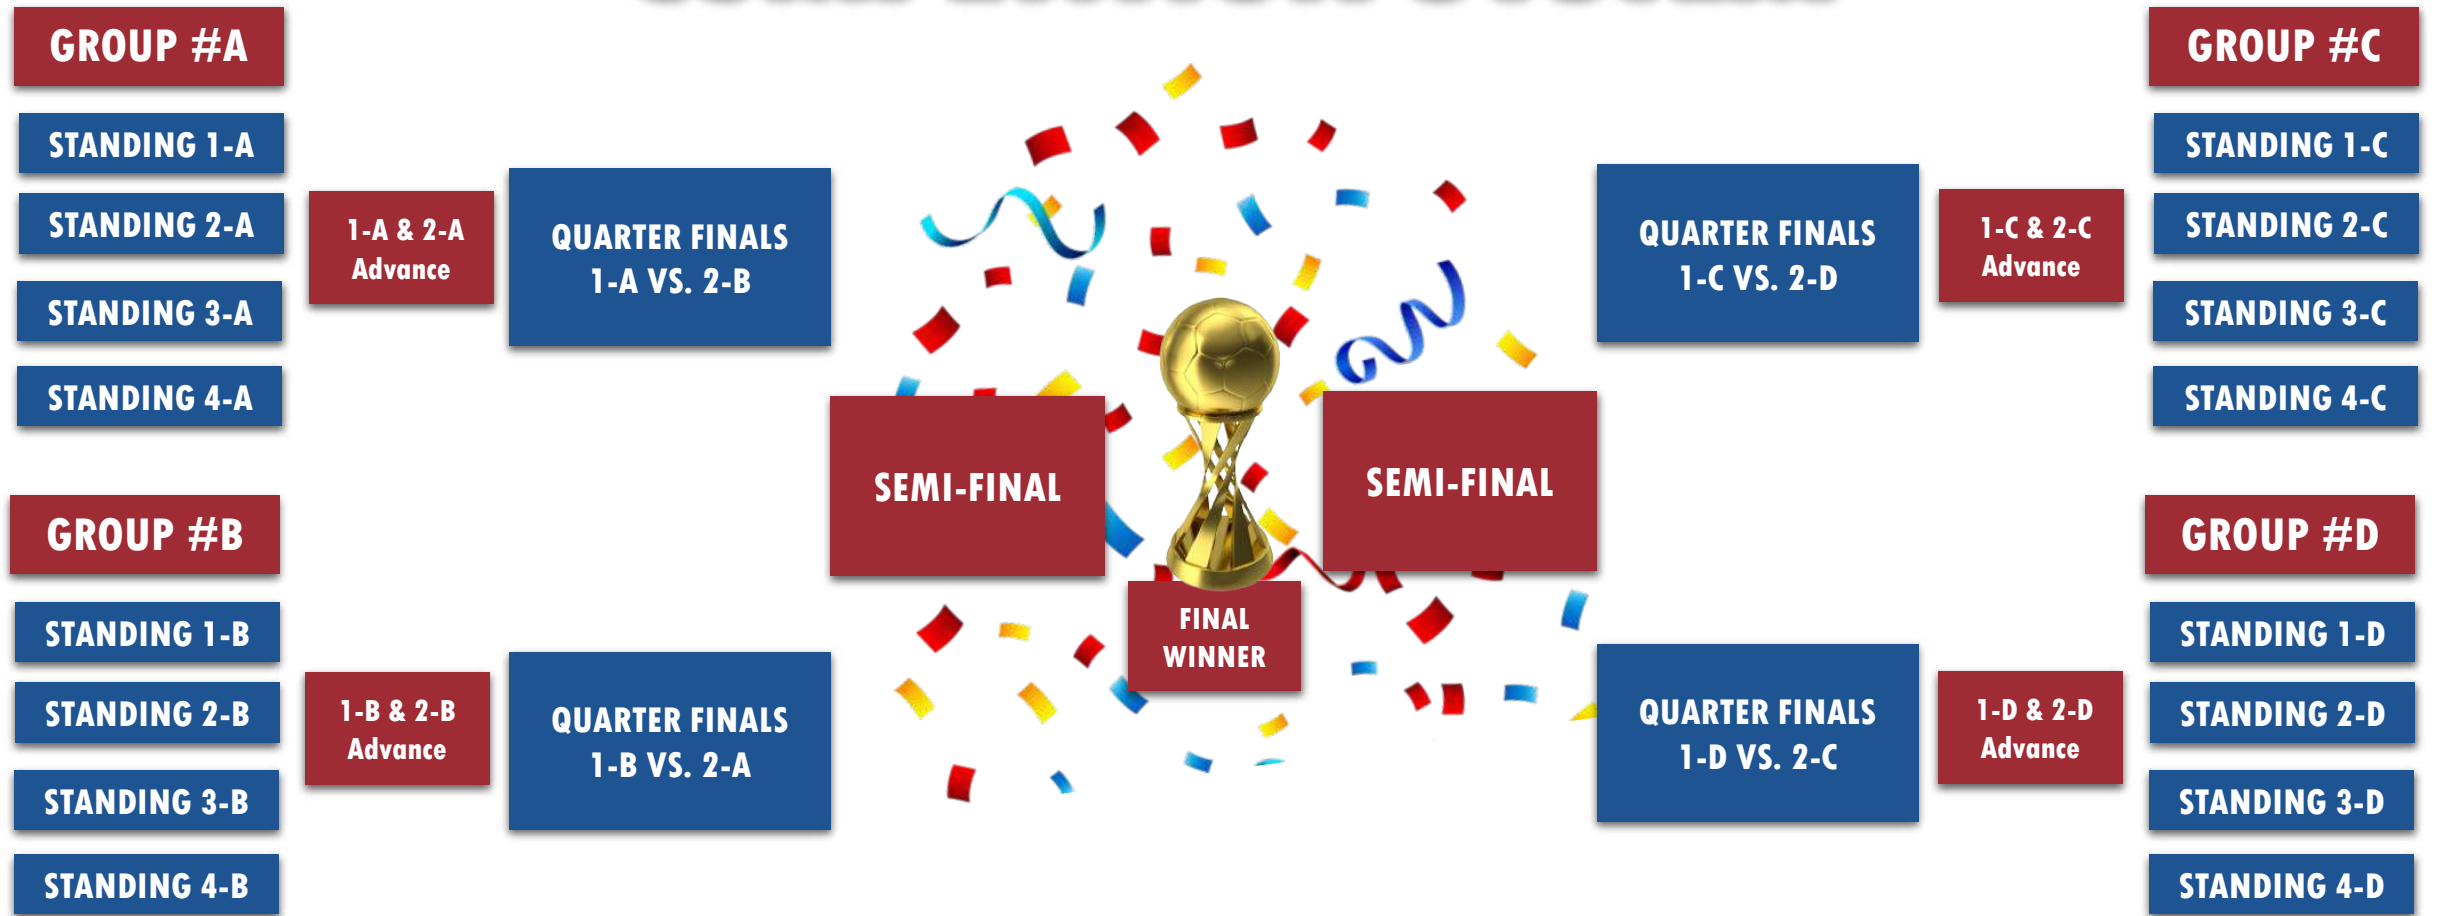 GROUP #A
STANDING 1-A
STANDING 2-A
STANDING 3-A
STANDING 4-A
1-A & 2-A
Advance
QUARTER FINALS
1-A VS. 2-B
GROUP #B
STANDING 1-B
STANDING 2-B
STANDING 3-B
STANDING 4-B
1-B & 2-B
Advance
QUARTER FINALS
1-B VS. 2-A
SEMI-FINAL
FINAL
WINNER
SEMI-FINAL
QUARTER FINALS
1-C VS. 2-D
1-C & 2-C
Advance
GROUP #C
STANDING 1-C
STANDING 2-C
STANDING 3-C
STANDING 4-C
QUARTER FINALS
1-D VS. 2-C
1-D & 2-D
Advance
GROUP #D
STANDING 1-D
STANDING 2-D
STANDING 3-D
STANDING 4-D